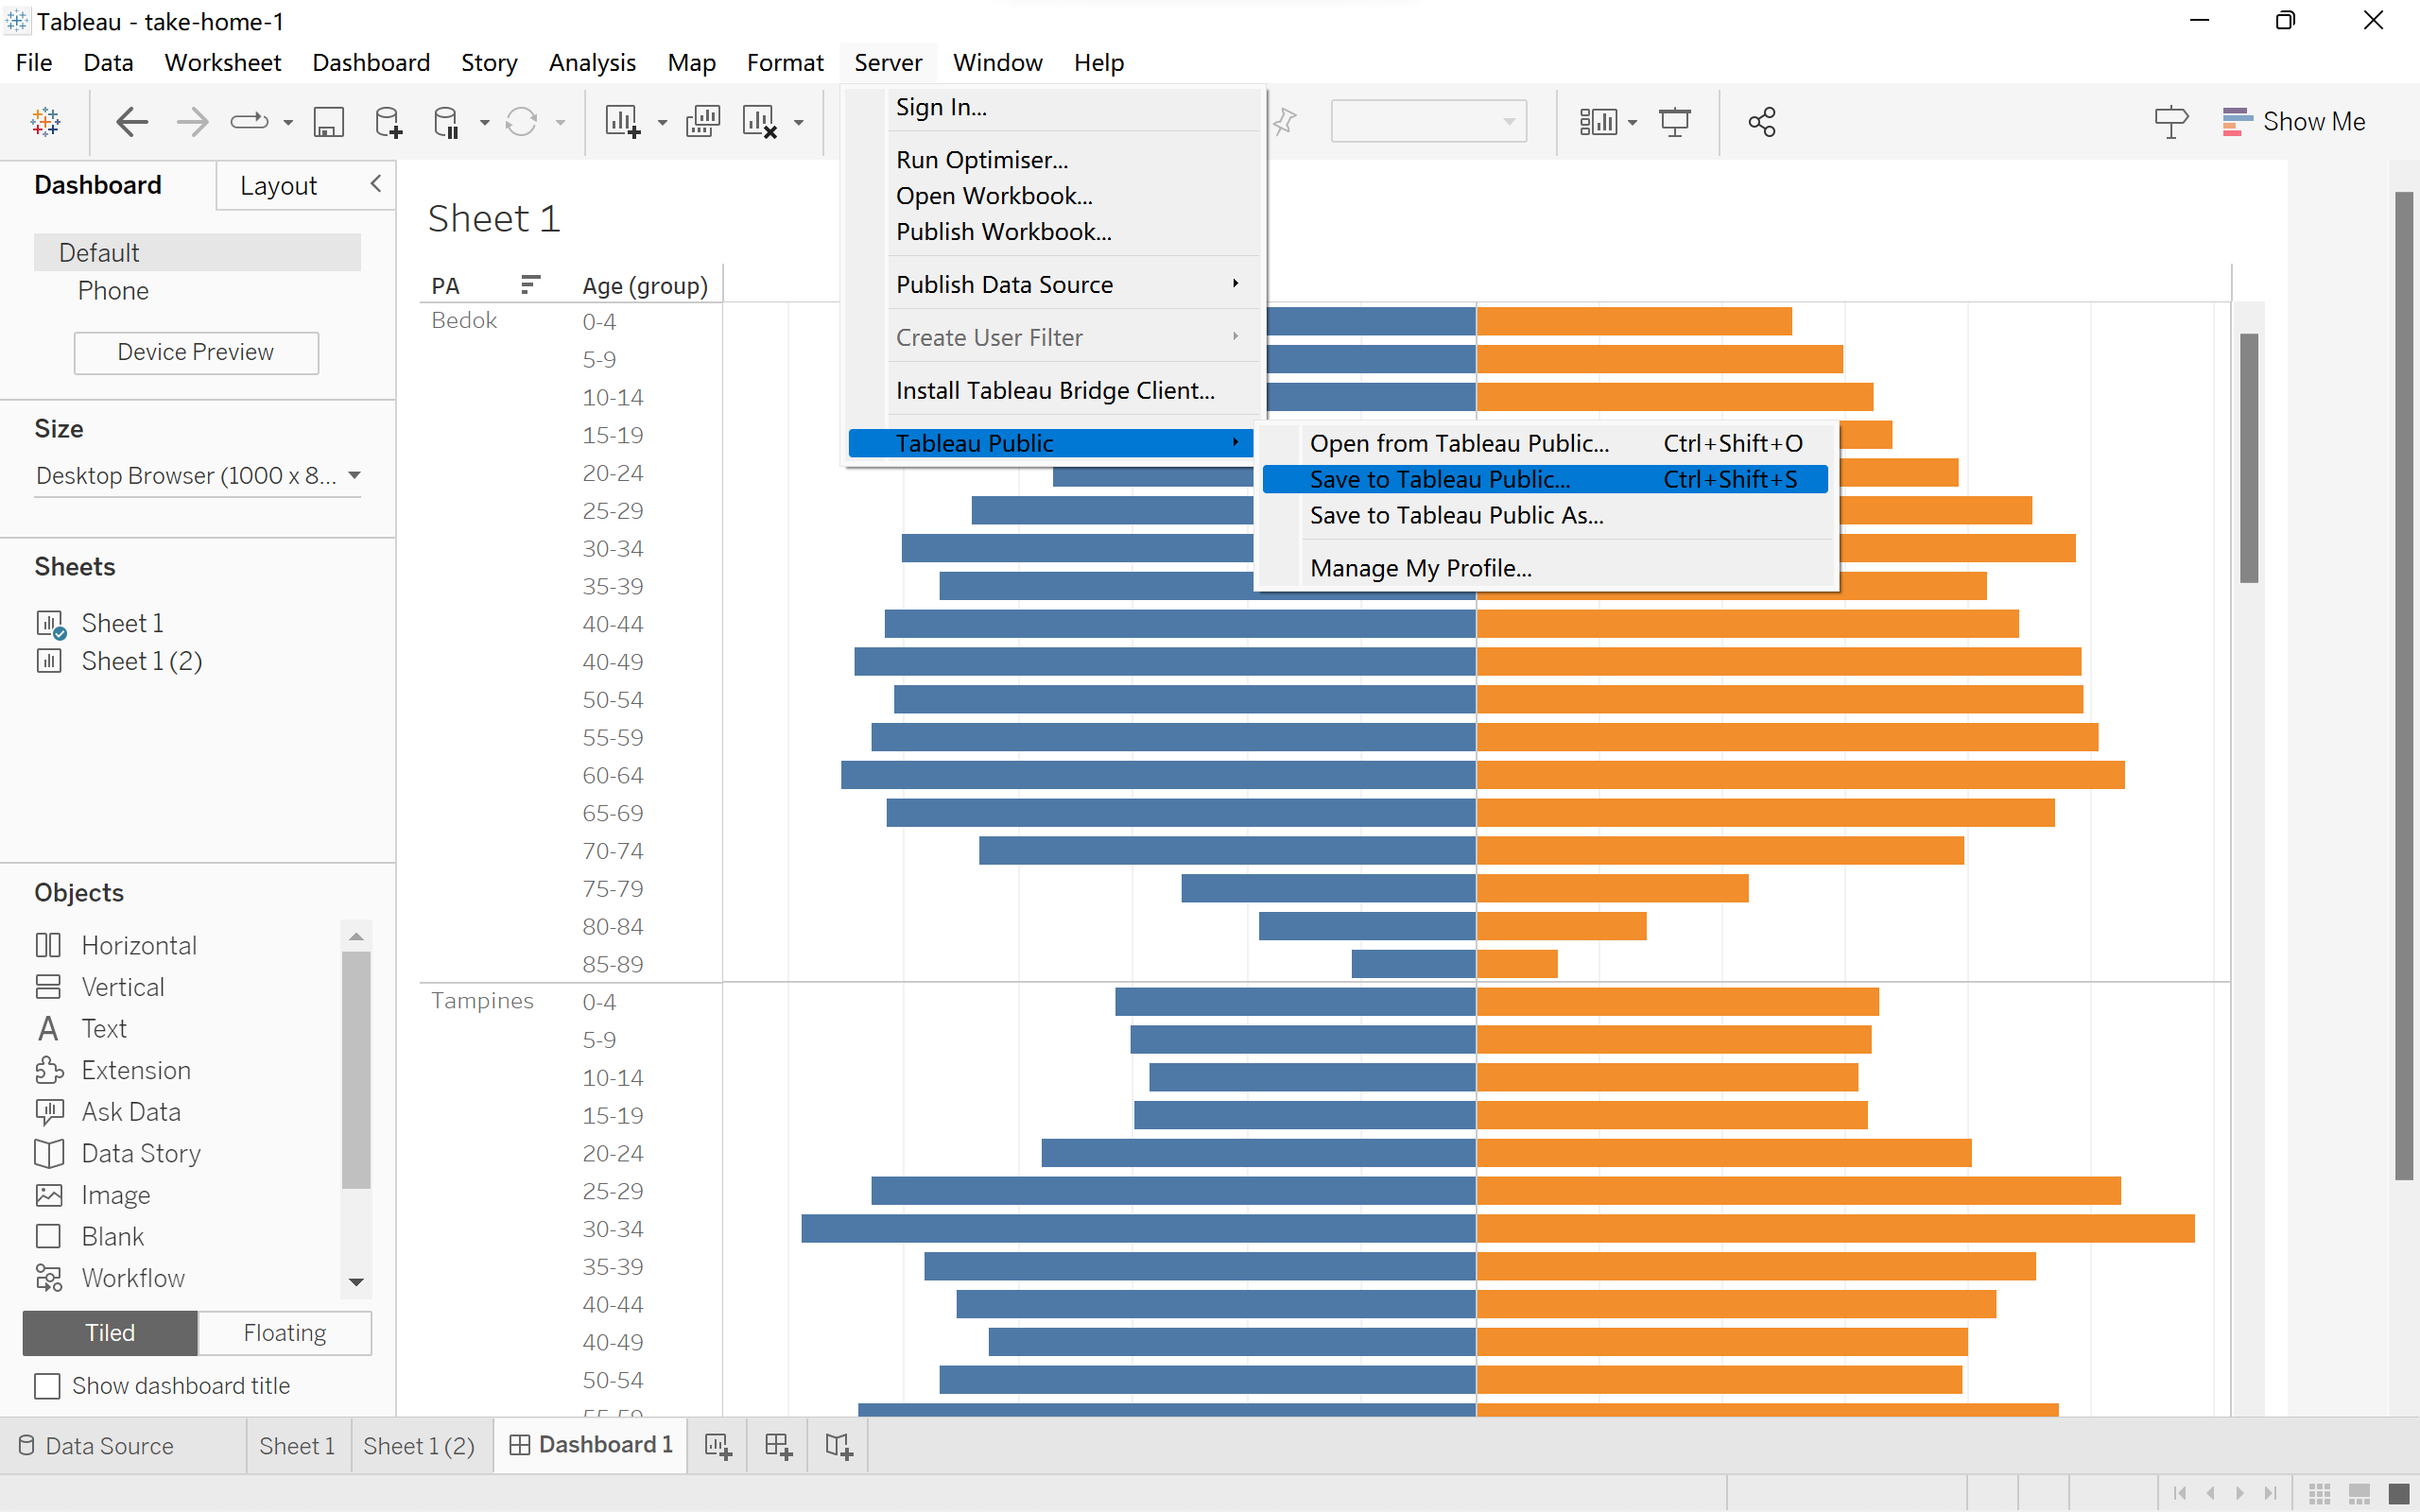 Tableau - take-home-1
File Data Worksheet Dashboard Story Analysis Map Format Server Window Help
Show Me
Dashboard Layout
Default
Phone
Device Preview
Size
Desktop Browser (1000 x 8...
Sheets
Sheet 1
Sheet 1 (2)
Objects
Horizontal
Vertical
Text
Extension
Ask Data
Data Story
Image
Blank
Workflow
Tiled Floating
Show dashboard title
Sign In...
Run Optimiser...
Open Workbook...
Publish Workbook...
Publish Data Source
Create User Filter
Install Tableau Bridge Client...
Tableau Public
Open from Tableau Public... Ctrl+Shift+O
Save to Tableau Public... Ctrl+Shift+S
Save to Tableau Public As...
Manage My Profile...
Sheet 1
PA Age (group)
Bedok 0-4
5-9
10-14
15-19
20-24
25-29
30-34
35-39
40-44
40-49
50-54
55-59
60-64
65-69
70-74
75-79
80-84
85-89
Tampines 0-4
5-9
10-14
15-19
20-24
25-29
30-34
35-39
40-44
40-49
50-54
55-59
Data Source Sheet 1 Sheet 1 (2) Dashboard 1